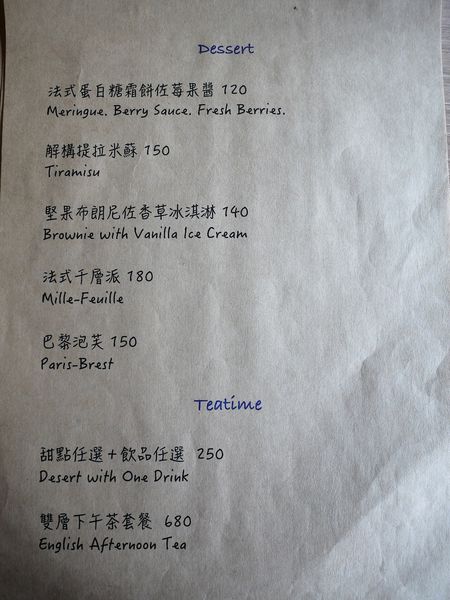 Dessert
法式蛋白糖霜餅佐莓果醬 120
Meringue. Berry Sauce. Fresh Berries.
解構提拉米蘇 150
Tiramisu
堅果布朗尼佐香草冰淇淋 140
Brownie with Vanilla Ice Cream
法式千層派 180
Mille-Feuille
巴黎泡芙 150
Paris-Brest
Teatime
甜點任選+飲品任選 250
Desert with One Drink
雙層下午茶套餐 680
English Afternoon Tea